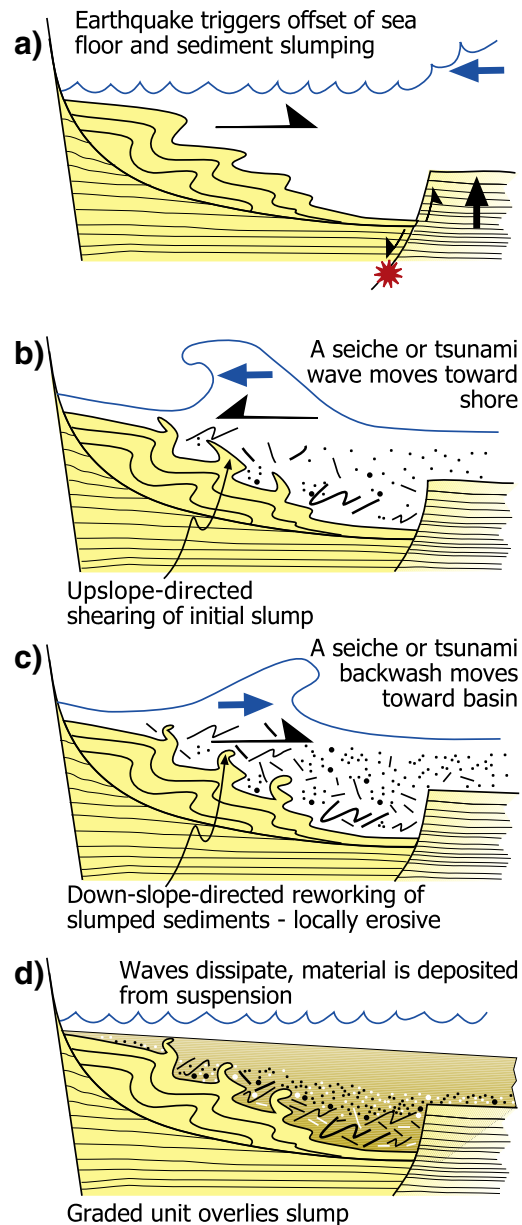 a)
Earthquake triggers offset of sea
floor and sediment slumping
b)
A seiche or tsunami
wave moves toward
shore
Upslope-directed
shearing of initial slump
c)
A seiche or tsunami
backwash moves
toward basin
Down-slope-directed reworking of
slumped sediments - locally erosive
d)
Waves dissipate, material is deposited
from suspension
Graded unit overlies slump